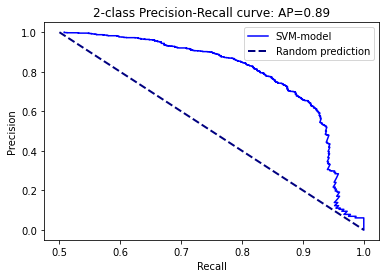 2-class Precision-Recall curve: AP=0.89
SVM-model
Random prediction
Precision
1.0
0.8
0.6
0.4
0.2
0.0
0.5 0.6 0.7 0.8 0.9 1.0
Recall